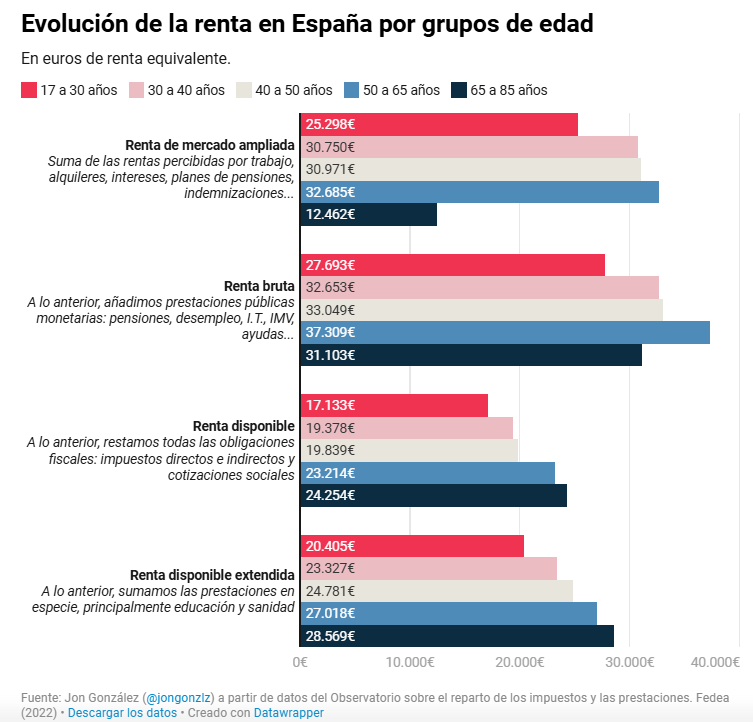 Evolución de la renta en España por grupos de edad
En euros de renta equivalente.
17 a 30 años 30 a 40 años 40 a 50 años 50 a 65 años 65 a 85 años
Renta de mercado ampliada
Suma de las rentas percibidas por trabajo,
alquileres, intereses, planes de pensiones,
indemnizaciones...
25.298€
30.750€
30.971€
32.685€
12.462€
Renta bruta
A lo anterior, añadimos prestaciones públicas
monetarias: pensiones, desempleo, I.T., IMV,
ayudas...
27.693€
32.653€
33.049€
37.309€
31.103€
Renta disponible
A lo anterior, restamos todas las obligaciones
fiscales: impuestos directos e indirectos y
cotizaciones sociales
17.133€
19.378€
19.839€
23.214€
24.254€
Renta disponible extendida
A lo anterior, sumamos las prestaciones en
especie, principalmente educación y sanidad
20.405€
23.327€
24.781€
27.018€
28.569€
0€ 10.000€ 20.000€ 30.000€ 40.000€
Fuente: Jon González (@jongonzlz) a partir de datos del Observatorio sobre el reparto de los impuestos y las prestaciones. Fedea
(2022) • Descargar los datos • Creado con Datawrapper